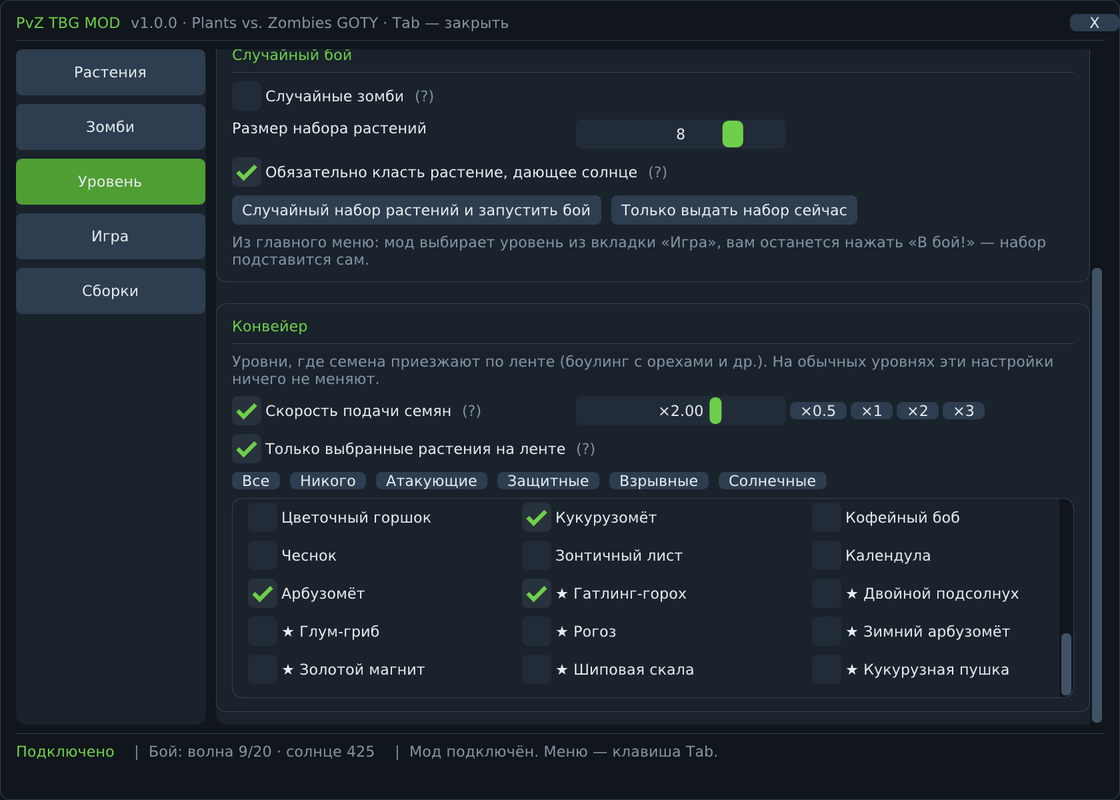 PvZ TBG MOD v1.0.0 · Plants vs. Zombies GOTY · Tab — закрыть
X
Растения
Зомби
Уровень
Игра
Сборки
Случайный бой
Случайные зомби (?)
Размер набора растений 8
Обязательно класть растение, дающее солнце (?)
Случайный набор растений и запустить бой Только выдать набор сейчас
Из главного меню: мод выбирает уровень из вкладки «Игра», вам останется нажать «В бой!» — набор
подставится сам.
Конвейер
Уровни, где семена приезжают по ленте (боулинг с орехами и др.). На обычных уровнях эти настройки
ничего не меняют.
Скорость подачи семян (?) ×2.00 ×0.5 ×1 ×2 ×3
Только выбранные растения на ленте (?)
Все Никого Атакующие Защитные Взрывные Солнечные
Цветочный горшок Кукурузомёт Кофейный боб
Чеснок Зонтичный лист Календула
Арбузомёт ★ Гатлинг-горох ★ Двойной подсолнух
★ Глум-гриб ★ Рогоз ★ Зимний арбузомёт
★ Золотой магнит ★ Шиповая скала ★ Кукурузная пушка
Подключено | Бой: волна 9/20 · солнце 425 | Мод подключён. Меню — клавиша Tab.